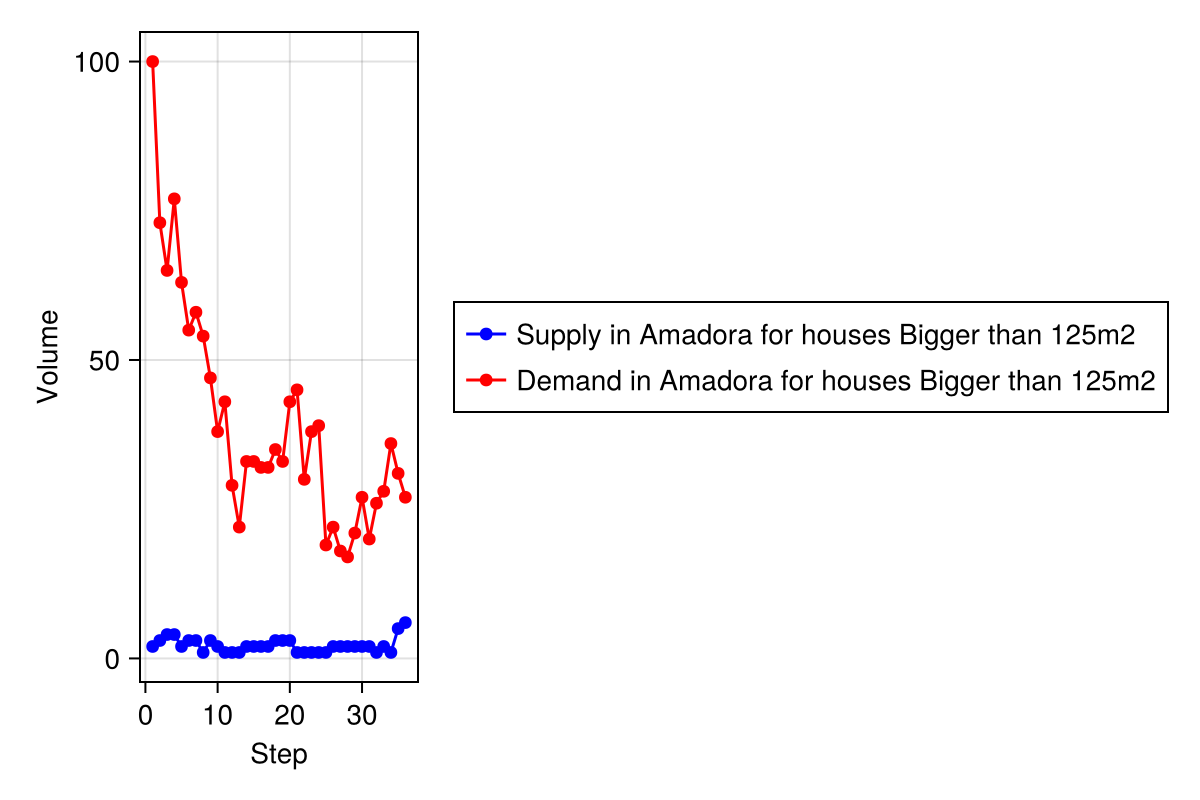 100
50
0
Volume
0 10 20 30
Step
Supply in Amadora for houses Bigger than 125m2
Demand in Amadora for houses Bigger than 125m2